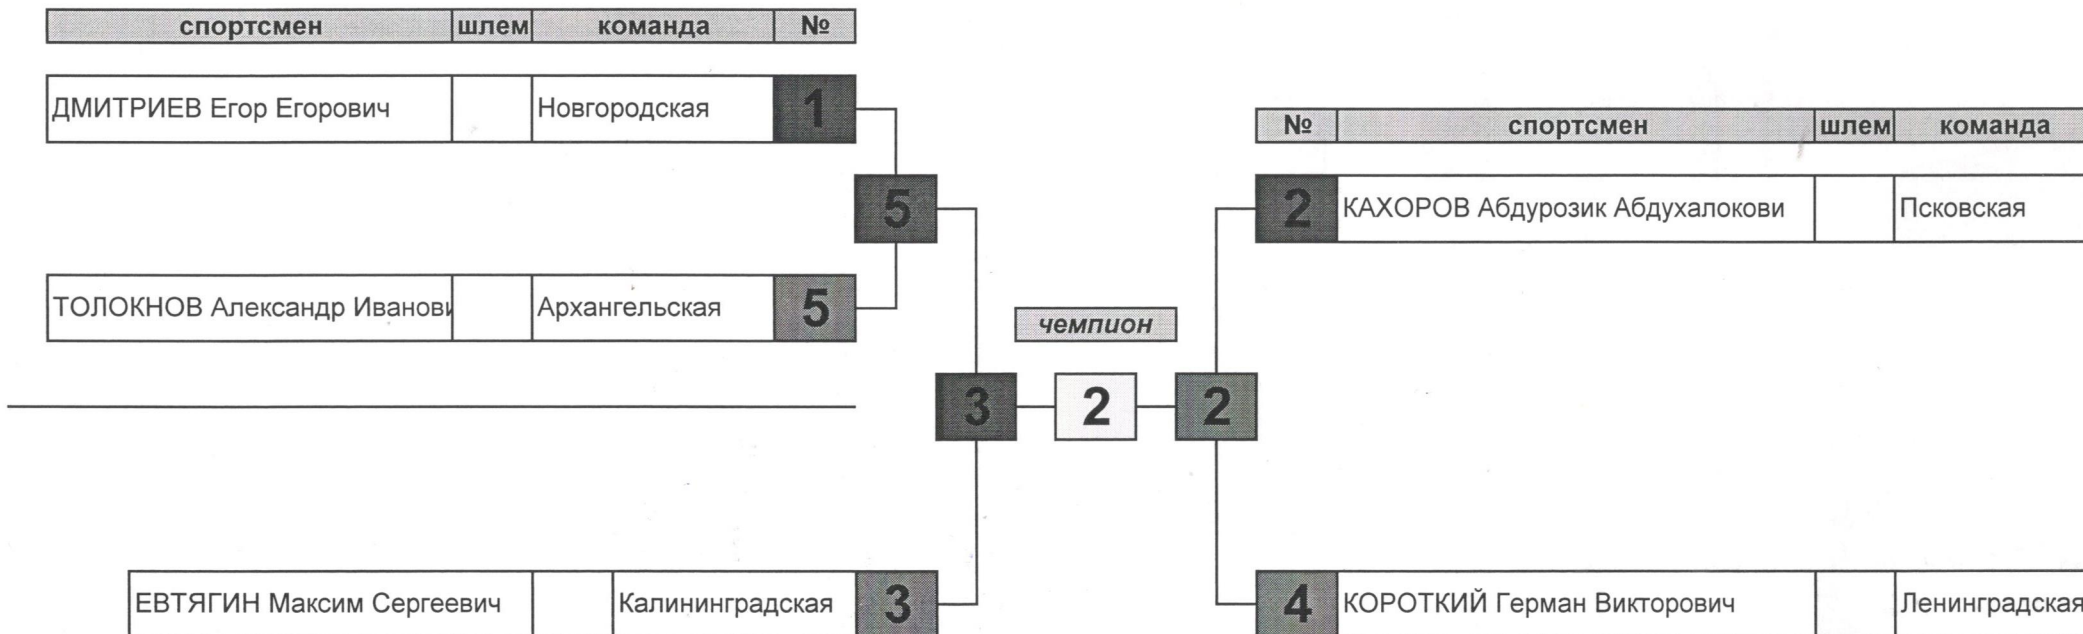 спортсмен шлем команда №
ДМИТРИЕВ Егор Егорович Новгородская 1
№ спортсмен шлем команда
5
2 КАХОРОВ Абдурозик Абдухалокови Псковская
ТОЛОКНОВ Александр Иванови Архангельская 5
чемпион
3 2 2
ЕВТЯГИН Максим Сергеевич Калининградская 3
4 КОРОТКИЙ Герман Викторович Ленинградская